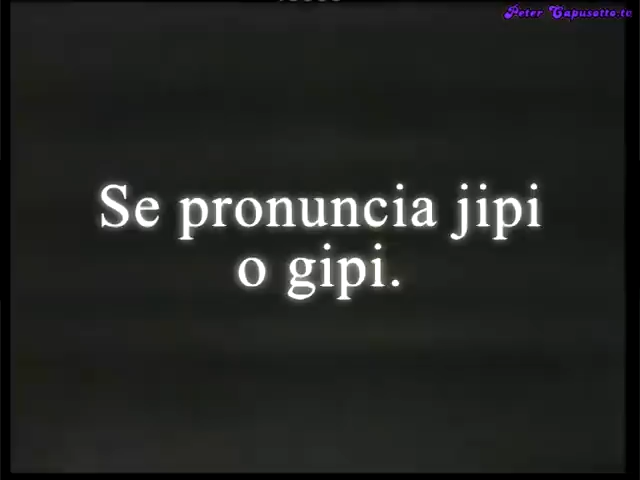 Peter Capusotto.tv
Se pronuncia jipi
o gipi.